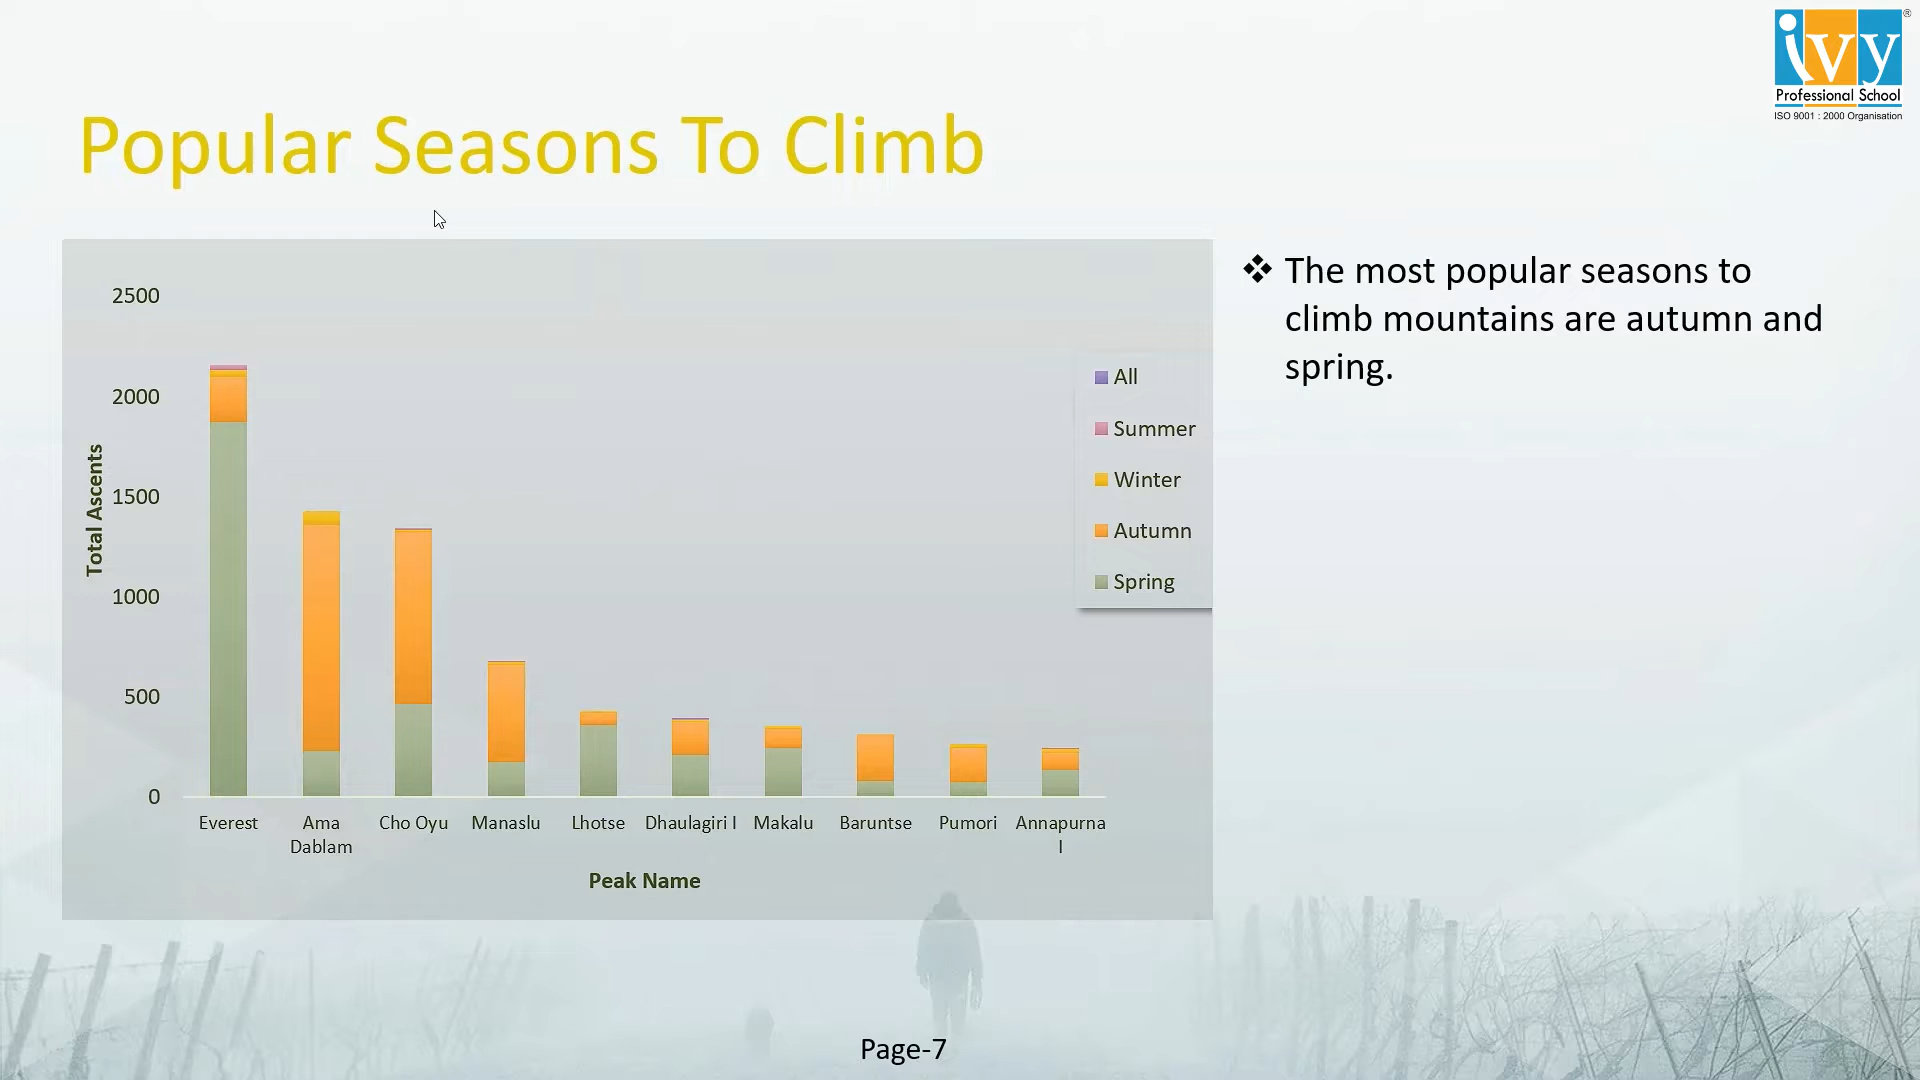 ivy
®
Professional School
ISO 9001 : 2000 Organisation
Popular Seasons To Climb
❖ The most popular seasons to
climb mountains are autumn and
spring.
2500
2000
1500
1000
500
0
Total Ascents
All
Summer
Winter
Autumn
Spring
Everest
Ama
Dablam
Cho Oyu
Manaslu
Lhotse
Dhaulagiri I
Makalu
Baruntse
Pumori
Annapurna
I
Peak Name
Page-7